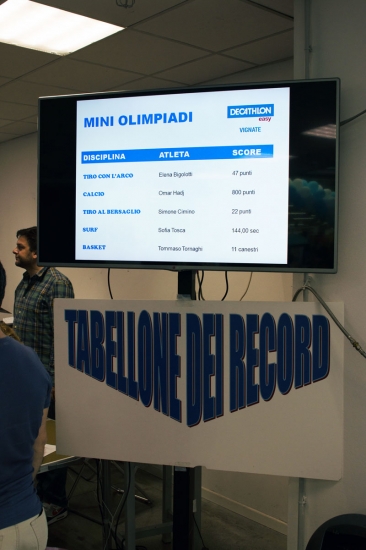 MINI OLIMPIADI
DECATHLON
easy
VIGNATE
DISCIPLINA ATLETA SCORE
TIRO CON L'ARCO Elena Bigolotti 47 punti
CALCIO Omar Hadj 800 punti
TIRO AL BERSAGLIO Simone Cimino 22 punti
SURF Sofia Tosca 144,00 sec
BASKET Tommaso Tornaghi 11 canestri
TABELLONE DEI RECORD